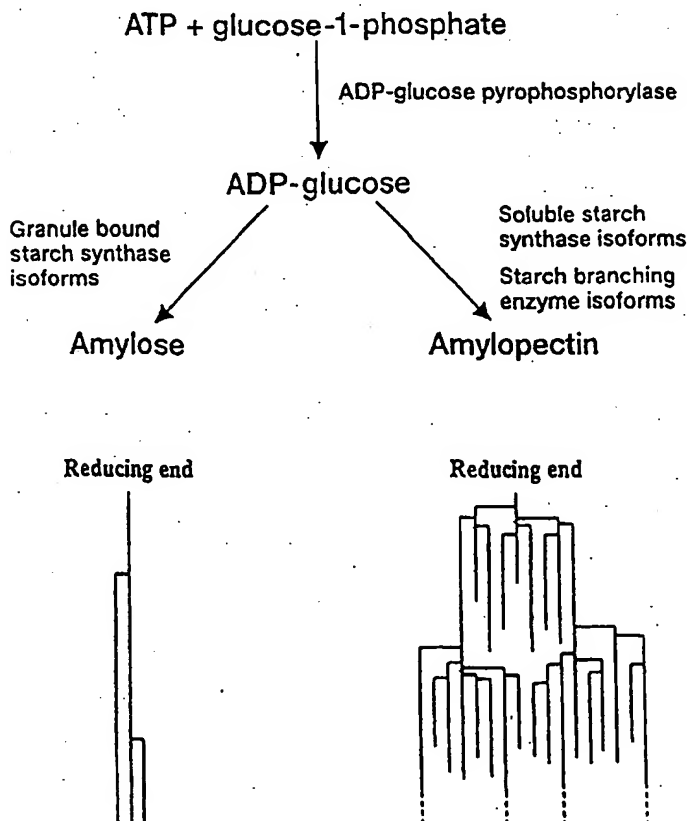 ATP + glucose-1-phosphate
ADP-glucose pyrophosphorylase
ADP-glucose
Granule bound
starch synthase
isoforms
Soluble starch
synthase isoforms
Starch branching
enzyme isoforms
Amylose
Amylopectin
Reducing end
Reducing end